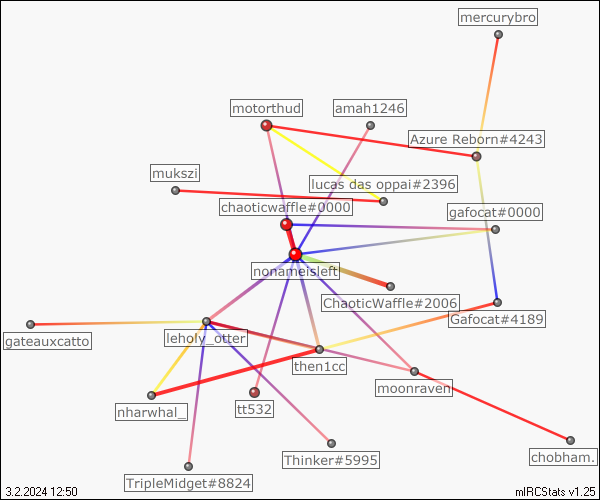 mercurybro
motorthud
amah1246
Azure Reborn#4243
mukszi
lucas das oppai#2396
chaoticwaffle#0000
gafocat#0000
nonameisleft
ChaoticWaffle#2006
Gafocat#4189
gateauxcatto
leholy_otter
then1cc
moonraven
nharwhal_
tt532
Thinker#5995
chobham.
TripleMidget#8824
3.2.2024 12:50
mIRCStats v1.25